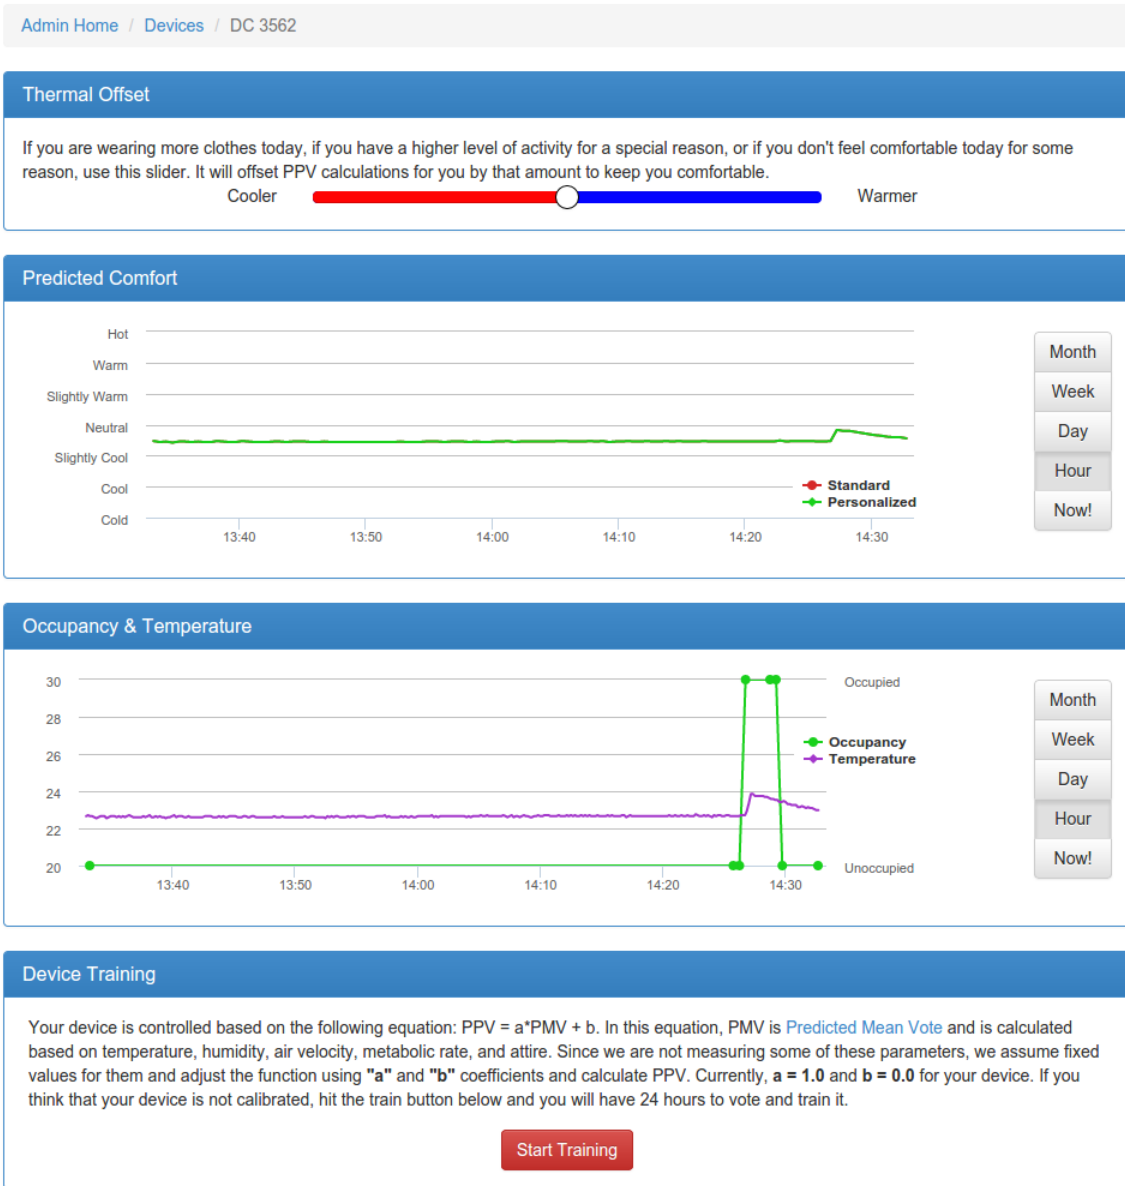 Admin Home / Devices / DC 3562
Thermal Offset
If you are wearing more clothes today, if you have a higher level of activity for a special reason, or if you don't feel comfortable today for some
reason, use this slider. It will offset PPV calculations for you by that amount to keep you comfortable.
Cooler Warmer
Predicted Comfort
Hot
Warm
Slightly Warm
Neutral
Slightly Cool
Cool
Cold
13:40 13:50 14:00 14:10 14:20 14:30
Standard
Personalized
Month
Week
Day
Hour
Now!
Occupancy & Temperature
30
28
26
24
22
20
13:40 13:50 14:00 14:10 14:20 14:30
Occupied
Occupancy
Temperature
Unoccupied
Month
Week
Day
Hour
Now!
Device Training
Your device is controlled based on the following equation: PPV = a*PMV + b. In this equation, PMV is Predicted Mean Vote and is calculated
based on temperature, humidity, air velocity, metabolic rate, and attire. Since we are not measuring some of these parameters, we assume fixed
values for them and adjust the function using "a" and "b" coefficients and calculate PPV. Currently, a = 1.0 and b = 0.0 for your device. If you
think that your device is not calibrated, hit the train button below and you will have 24 hours to vote and train it.
Start Training